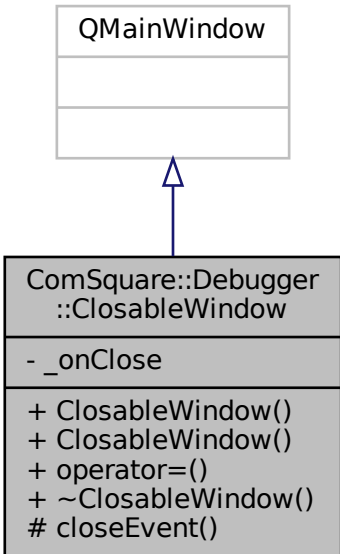 QMainWindow
ComSquare::Debugger
::ClosableWindow
- _onClose
+ ClosableWindow()
+ ClosableWindow()
+ operator=()
+ ~ClosableWindow()
# closeEvent()